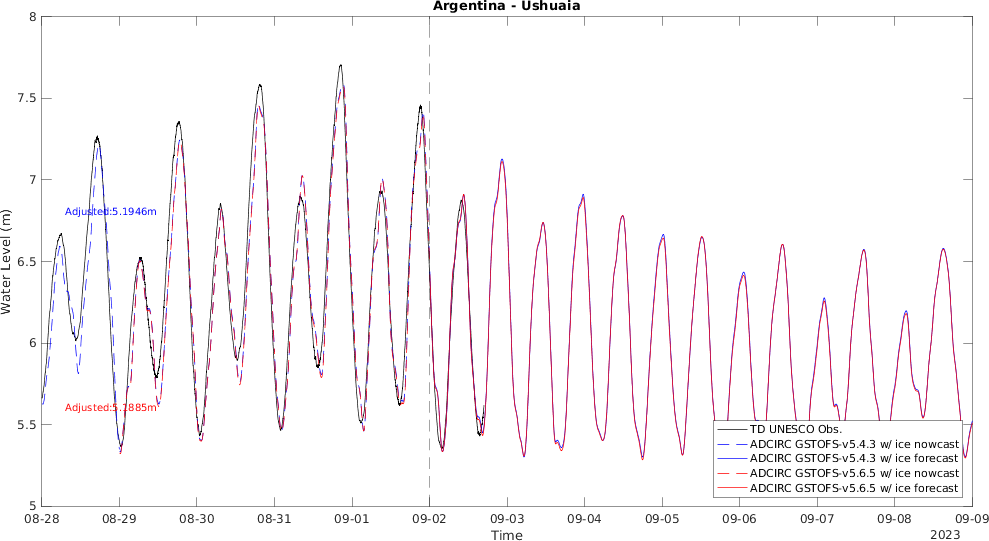 Argentina - Ushuaia
8
7.5
7
6.5
6
5.5
5
Water Level (m)
Adjusted:5.1946m
Adjusted:5.1885m
TD UNESCO Obs.
ADCIRC GSTOFS-v5.4.3 w/ ice nowcast
ADCIRC GSTOFS-v5.4.3 w/ ice forecast
ADCIRC GSTOFS-v5.6.5 w/ ice nowcast
ADCIRC GSTOFS-v5.6.5 w/ ice forecast
08-28 08-29 08-30 08-31 09-01 09-02 09-03 09-04 09-05 09-06 09-07 09-08 09-09
Time
2023